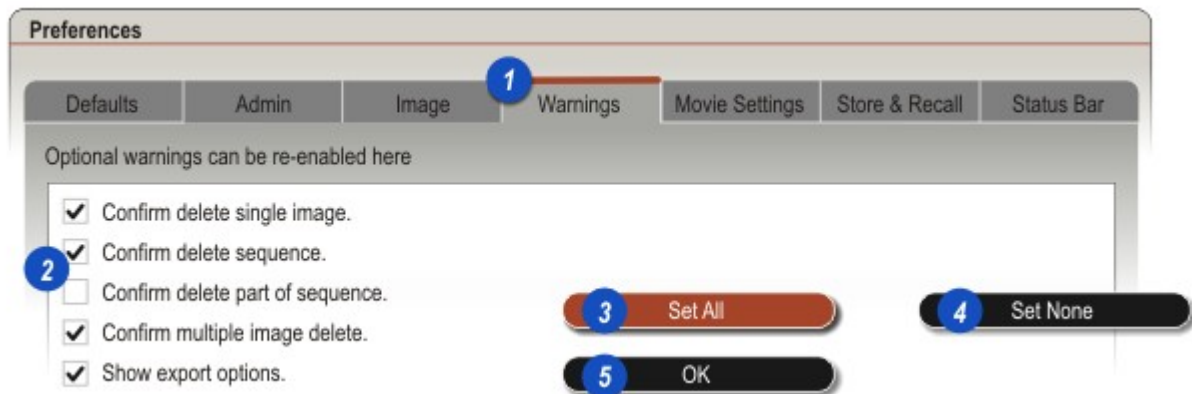 Preferences
1
Defaults Admin Image Warnings Movie Settings Store & Recall Status Bar
Optional warnings can be re-enabled here
Confirm delete single image.
Confirm delete sequence.
2
Confirm delete part of sequence.
3 Set All 4 Set None
Confirm multiple image delete.
Show export options.
5 OK